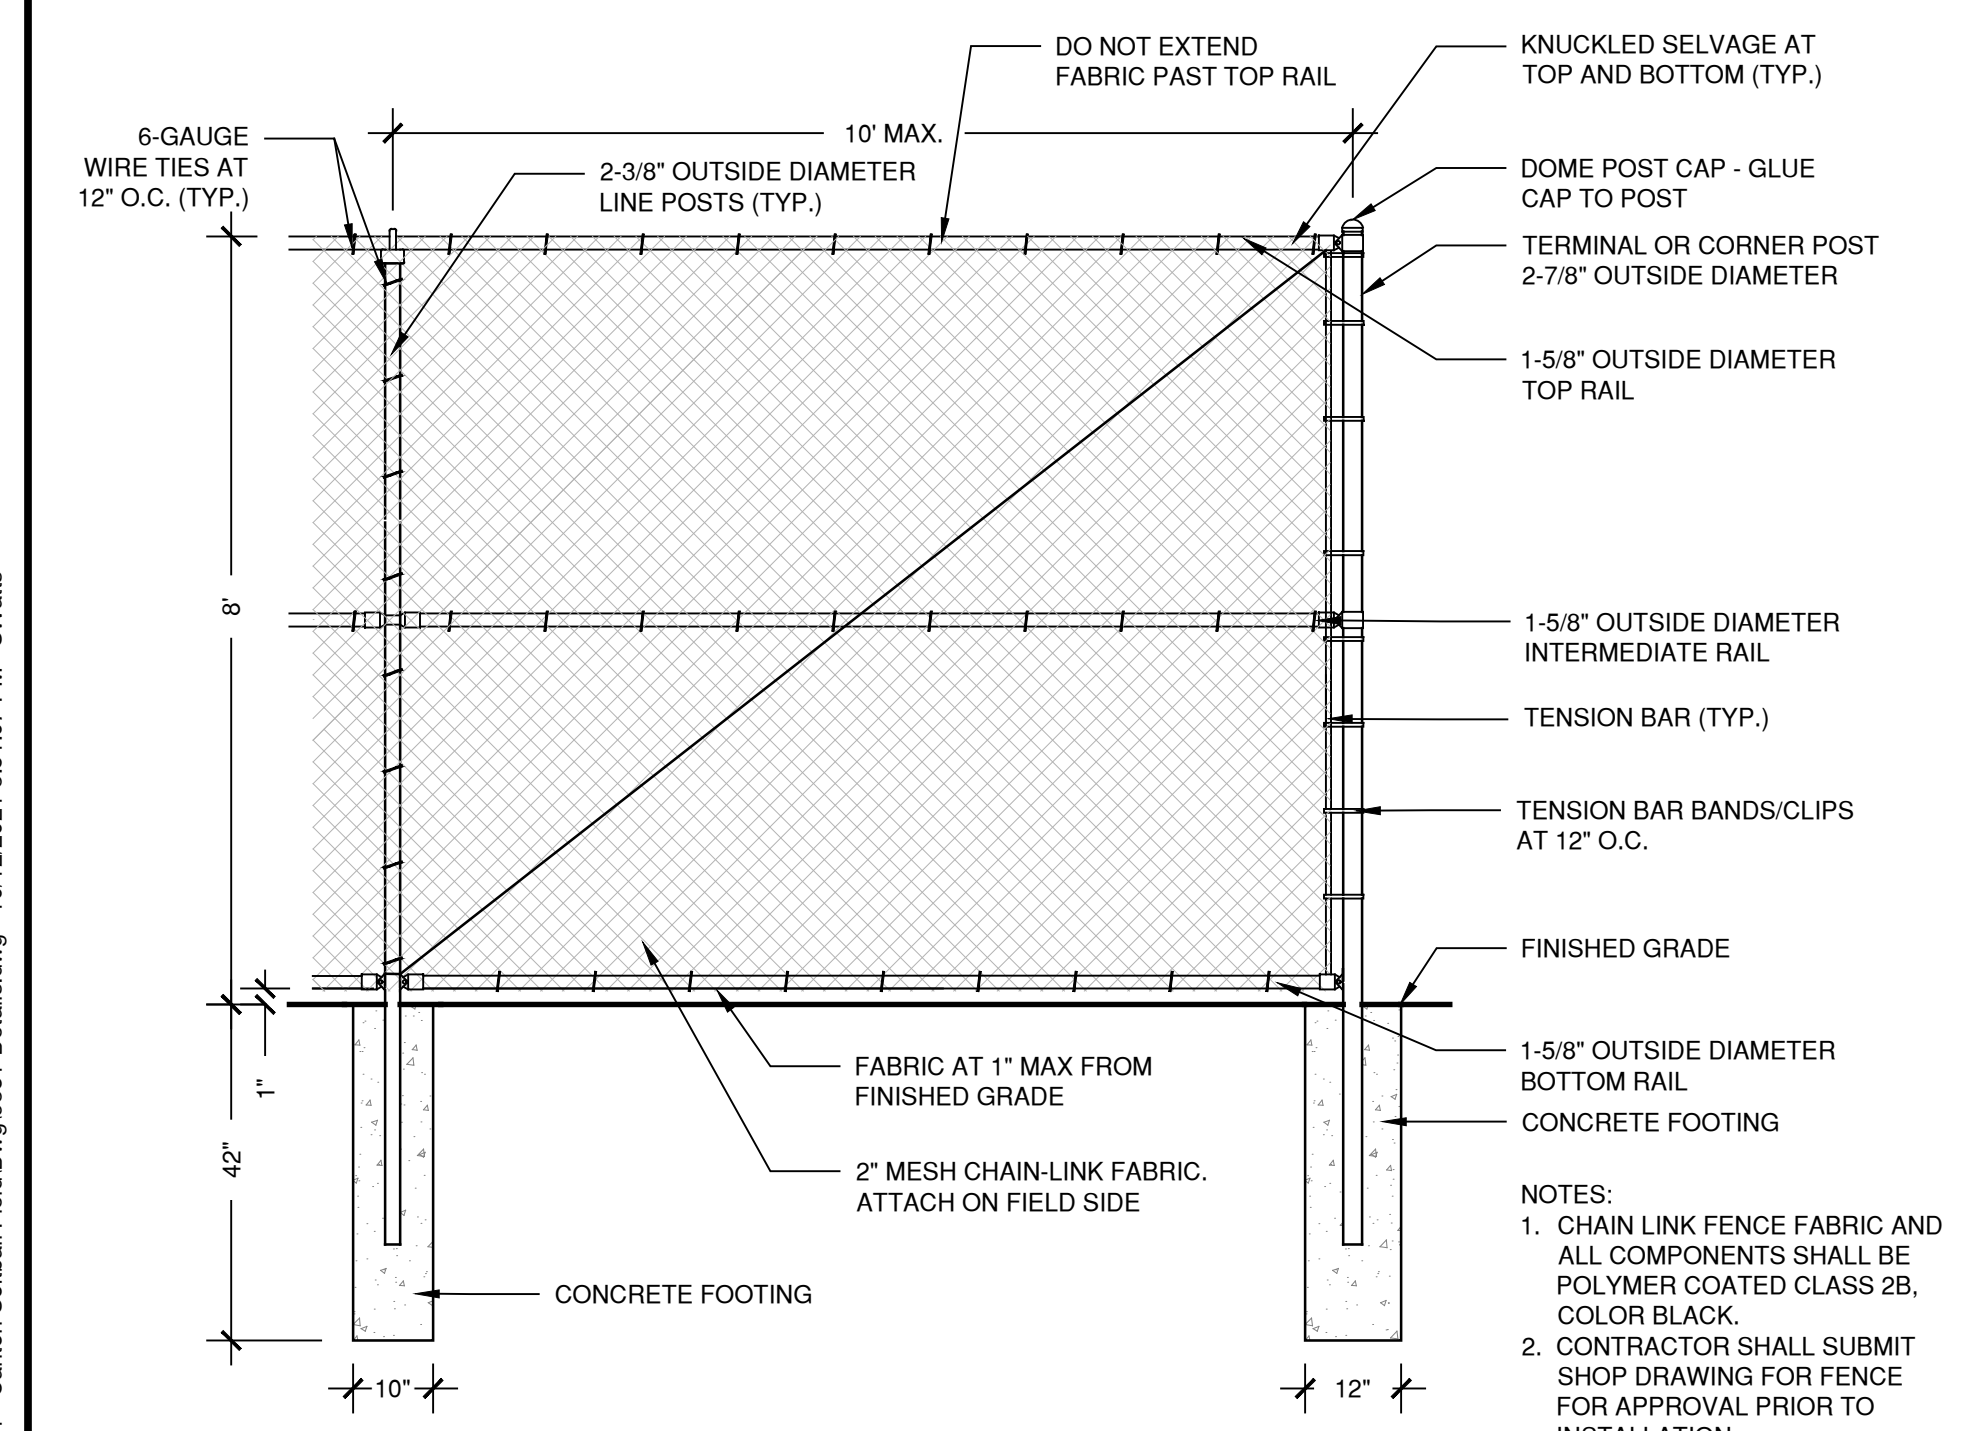 DO NOT EXTEND
FABRIC PAST TOP RAIL
KNUCKLED SELVAGE AT
TOP AND BOTTOM (TYP.)
6-GAUGE
WIRE TIES AT
12" O.C. (TYP.)
10' MAX.
2-3/8" OUTSIDE DIAMETER
LINE POSTS (TYP.)
DOME POST CAP - GLUE
CAP TO POST
TERMINAL OR CORNER POST
2-7/8" OUTSIDE DIAMETER
1-5/8" OUTSIDE DIAMETER
TOP RAIL
8'
1-5/8" OUTSIDE DIAMETER
INTERMEDIATE RAIL
TENSION BAR (TYP.)
TENSION BAR BANDS/CLIPS
AT 12" O.C.
FINISHED GRADE
1-5/8" OUTSIDE DIAMETER
BOTTOM RAIL
CONCRETE FOOTING
1"
42"
FABRIC AT 1" MAX FROM
FINISHED GRADE
2" MESH CHAIN-LINK FABRIC.
ATTACH ON FIELD SIDE
CONCRETE FOOTING
10"
12"
NOTES:
1. CHAIN LINK FENCE FABRIC AND
ALL COMPONENTS SHALL BE
POLYMER COATED CLASS 2B,
COLOR BLACK.
2. CONTRACTOR SHALL SUBMIT
SHOP DRAWING FOR FENCE
FOR APPROVAL PRIOR TO
INSTALLATION